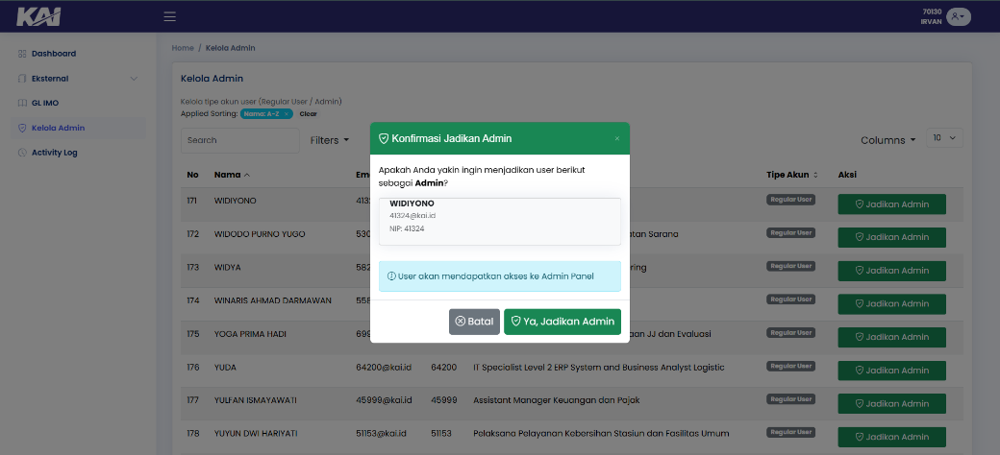 KAI
70130
IRVAN
Dashboard
Eksternal
GL IMO
Kelola Admin
Activity Log
Home / Kelola Admin
Kelola Admin
Kelola tipe akun user (Regular User / Admin)
Applied Sorting: Nama: A-Z × Clear
Search Filters Columns 10
No Nama Em Tipe Akun Aksi
171 WIDIYONO 413 Regular User Jadikan Admin
172 WIDODO PURNO YUGO 530 tan Sarana Regular User Jadikan Admin
173 WIDYA 582 ring Regular User Jadikan Admin
174 WINARIS AHMAD DARMAWAN 558 Regular User Jadikan Admin
175 YOGA PRIMA HADI 699 an JJ dan Evaluasi Regular User Jadikan Admin
176 YUDA 64200@kai.id 64200 IT Specialist Level 2 ERP System and Business Analyst Logistic Regular User Jadikan Admin
177 YULFAN ISMAYAWATI 45999@kai.id 45999 Assistant Manager Keuangan dan Pajak Regular User Jadikan Admin
178 YUYUN DWI HARIYATI 51153@kai.id 51153 Pelaksana Pelayanan Kebersihan Stasiun dan Fasilitas Umum Regular User Jadikan Admin
Konfirmasi Jadikan Admin ×
Apakah Anda yakin ingin menjadikan user berikut
sebagai Admin?
WIDIYONO
41324@kai.id
NIP: 41324
User akan mendapatkan akses ke Admin Panel
Batal Ya, Jadikan Admin